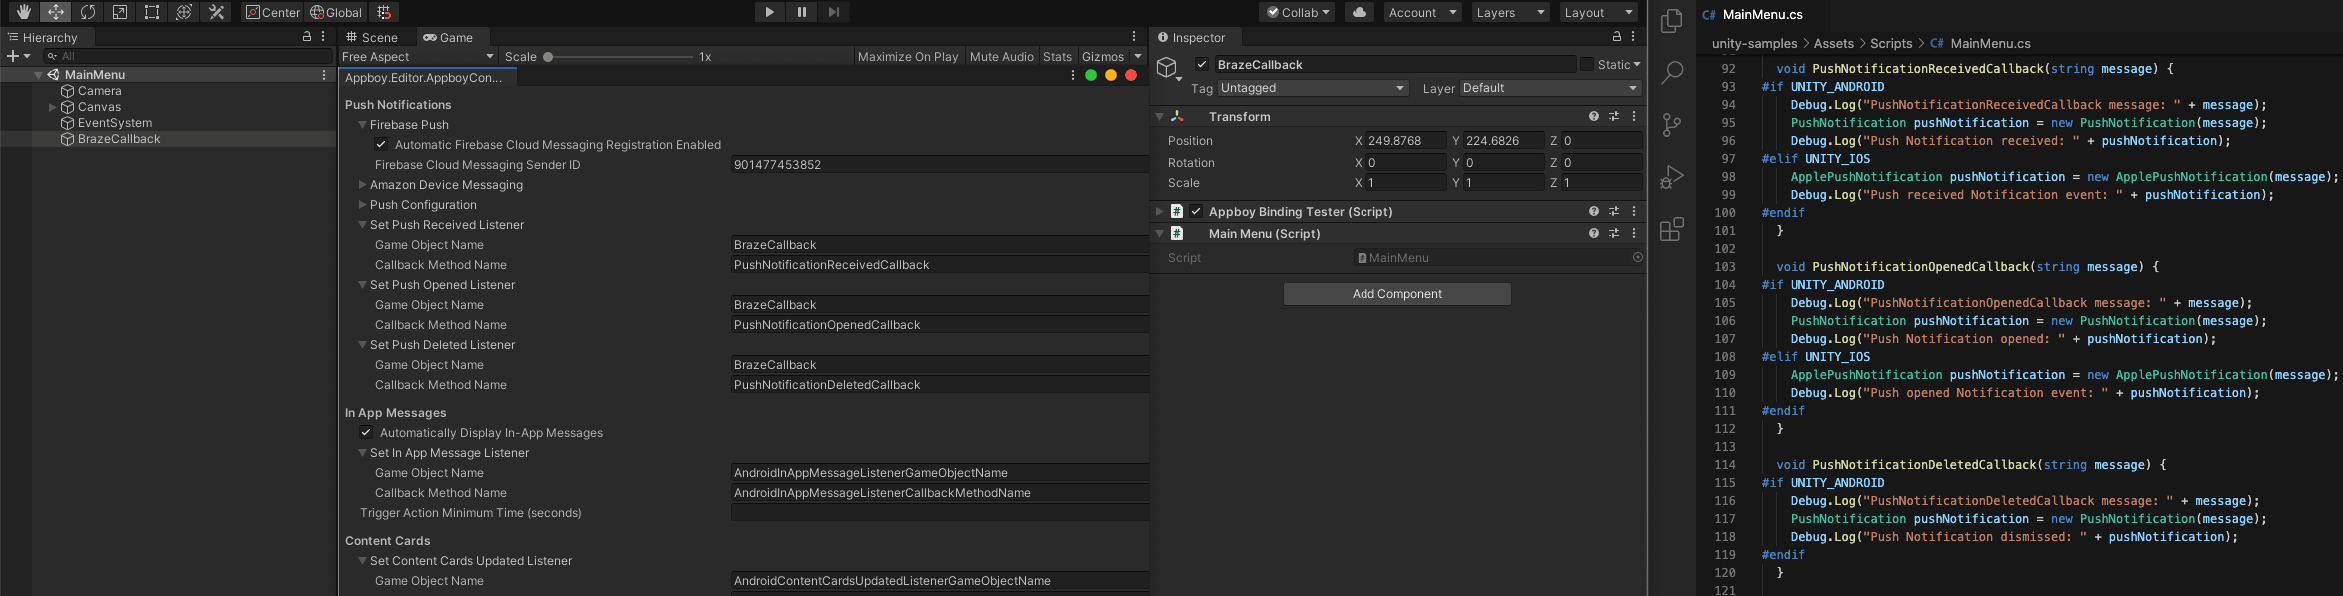 Center Global
Collab Account Layers Layout
Hierarchy
All
MainMenu
Camera
Canvas
EventSystem
BrazeCallback
Scene Game
Free Aspect Scale 1x Maximize On Play Mute Audio Stats Gizmos
Appboy.Editor.AppboyCon...
Push Notifications
Firebase Push
Automatic Firebase Cloud Messaging Registration Enabled
Firebase Cloud Messaging Sender ID 901477453852
Amazon Device Messaging
Push Configuration
Set Push Received Listener
Game Object Name BrazeCallback
Callback Method Name PushNotificationReceivedCallback
Set Push Opened Listener
Game Object Name BrazeCallback
Callback Method Name PushNotificationOpenedCallback
Set Push Deleted Listener
Game Object Name BrazeCallback
Callback Method Name PushNotificationDeletedCallback
In App Messages
Automatically Display In-App Messages
Set In App Message Listener
Game Object Name AndroidInAppMessageListenerGameObjectName
Callback Method Name AndroidInAppMessageListenerCallbackMethodName
Trigger Action Minimum Time (seconds)
Content Cards
Set Content Cards Updated Listener
Game Object Name AndroidContentCardsUpdatedListenerGameObjectName
Inspector
BrazeCallback Static
Tag Untagged Layer Default
Transform
Position X 249.8768 Y 224.6826 Z 0
Rotation X 0 Y 0 Z 0
Scale X 1 Y 1 Z 1
# Appboy Binding Tester (Script)
# Main Menu (Script)
Script MainMenu
Add Component
C# MainMenu.cs
unity-samples > Assets > Scripts > C# MainMenu.cs
92 void PushNotificationReceivedCallback(string message) {
93 #if UNITY_ANDROID
94 Debug.Log("PushNotificationReceivedCallback message: " + message);
95 PushNotification pushNotification = new PushNotification(message);
96 Debug.Log("Push Notification received: " + pushNotification);
97 #elif UNITY_IOS
98 ApplePushNotification pushNotification = new ApplePushNotification(message);
99 Debug.Log("Push received Notification event: " + pushNotification);
100 #endif
101 }
102
103 void PushNotificationOpenedCallback(string message) {
104 #if UNITY_ANDROID
105 Debug.Log("PushNotificationOpenedCallback message: " + message);
106 PushNotification pushNotification = new PushNotification(message);
107 Debug.Log("Push Notification opened: " + pushNotification);
108 #elif UNITY_IOS
109 ApplePushNotification pushNotification = new ApplePushNotification(message);
110 Debug.Log("Push opened Notification event: " + pushNotification);
111 #endif
112 }
113
114 void PushNotificationDeletedCallback(string message) {
115 #if UNITY_ANDROID
116 Debug.Log("PushNotificationDeletedCallback message: " + message);
117 PushNotification pushNotification = new PushNotification(message);
118 Debug.Log("Push Notification dismissed: " + pushNotification);
119 #endif
120 }
121